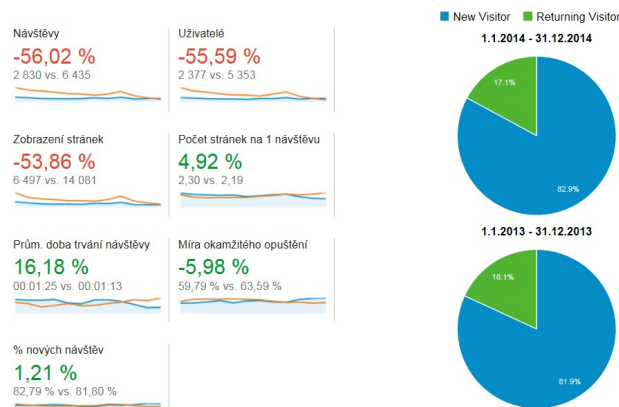 Návštěvy
-56,02 %
2 830 vs. 6 435
Uživatelé
-55,59 %
2 377 vs. 5 353
Zobrazení stránek
-53,86 %
6 497 vs. 14 081
Počet stránek na 1 návštěvu
4,92 %
2,30 vs. 2,19
Prům. doba trvání návštěvy
16,18 %
00:01:25 vs. 00:01:13
Míra okamžitého opuštění
-5,98 %
59,79 % vs. 63,59 %
% nových návštěv
1,21 %
82,79 % vs. 81,80 %
New Visitor Returning Visitor
1.1.2014 - 31.12.2014
17.1%
82.9%
1.1.2013 - 31.12.2013
18.1%
81.9%